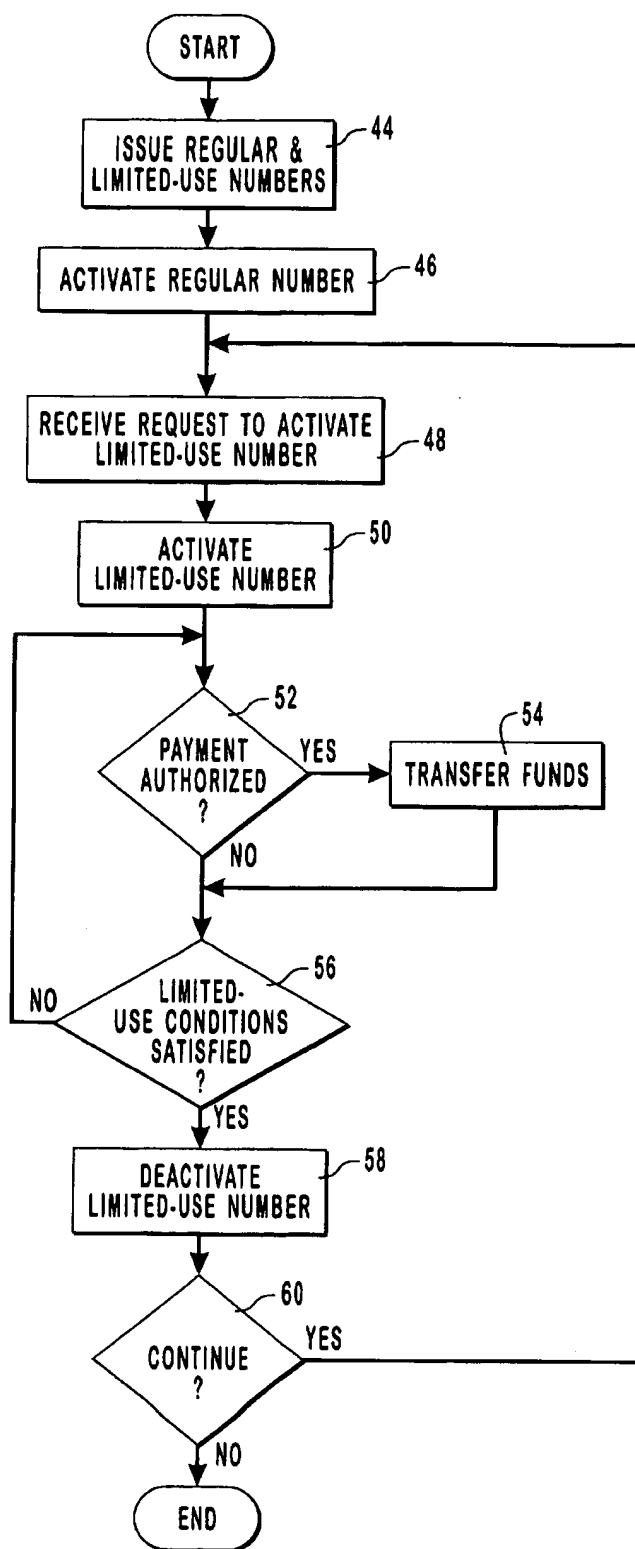 START
44
ISSUE REGULAR &
LIMITED-USE NUMBERS
46
ACTIVATE REGULAR NUMBER
RECEIVE REQUEST TO ACTIVATE
LIMITED-USE NUMBER
48
50
ACTIVATE
LIMITED-USE NUMBER
52
PAYMENT
AUTHORIZED
?
YES
54
TRANSFER FUNDS
NO
56
NO
LIMITED-
USE CONDITIONS
SATISFIED
?
YES
58
DEACTIVATE
LIMITED-USE NUMBER
60
YES
CONTINUE
?
NO
END